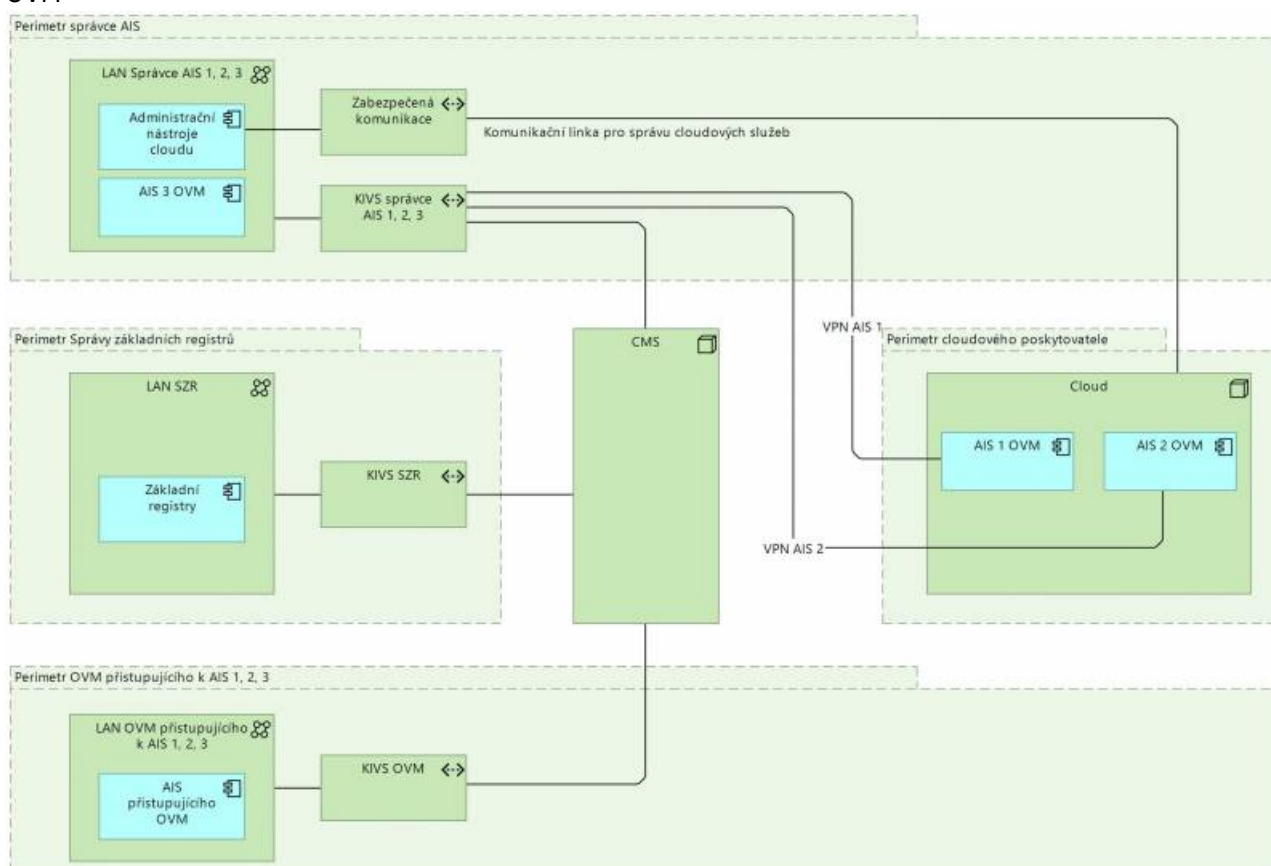 Perimetr správce AIS
LAN Správce AIS 1, 2, 3
Administrační
nástroje
cloudu
Zabezpečená
komunikace
Komunikační linka pro správu cloudových služeb
AIS 3 OVM
KIVS správce
AIS 1, 2, 3
VPN AIS 1
Perimetr Správy základních registrů
LAN SZR
Základní
registry
KIVS SZR
CMS
Perimetr cloudového poskytovatele
Cloud
AIS 1 OVM
AIS 2 OVM
VPN AIS 2
Perimetr OVM přistupujícího k AIS 1, 2, 3
LAN OVM přistupujícího
k AIS 1, 2, 3
AIS
přistupujícího
OVM
KIVS OVM